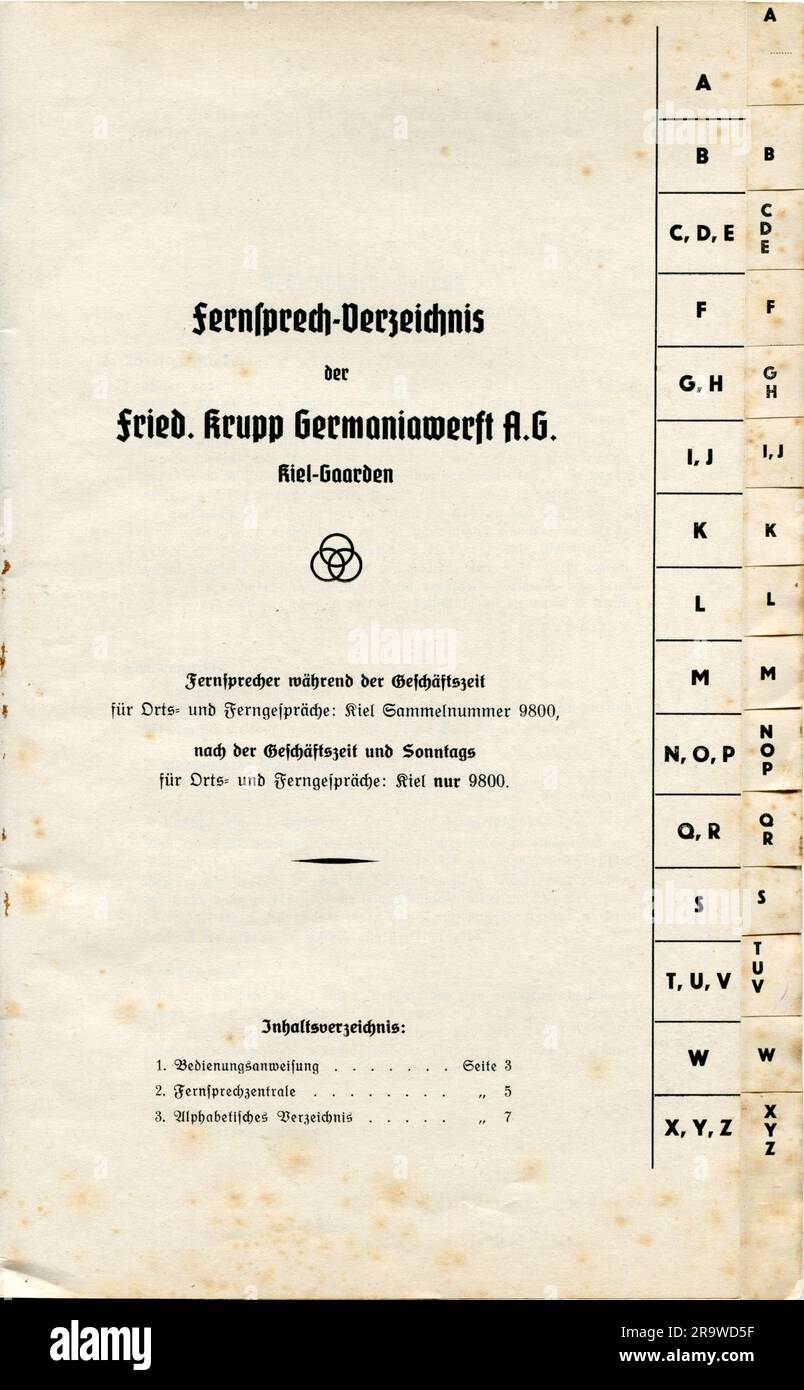 Fernsprech-Verzeichnis
der
Fried. Krupp Germaniawerft A.G.
Kiel-Gaarden
Fernsprecher während der Geschäftszeit
für Orts- und Ferngespräche: Kiel Sammelnummer 9800,
nach der Geschäftszeit und Sonntags
für Orts- und Ferngespräche: Kiel nur 9800.
Inhaltsverzeichnis:
1. Bedienungsanweisung . . . . . . . Seite 3
2. Fernsprechzentrale . . . . . . . . „ 5
3. Alphabetisches Verzeichnis . . . . . „ 7
A
B
C, D, E
F
G, H
I, J
K
L
M
N, O, P
Q, R
S
T, U, V
W
X, Y, Z
A
B
C
D
E
F
G
H
I, J
K
L
M
N
O
P
Q
R
S
T
U
V
W
X
Y
Z
a
alamy
a
a
alamy
a
a
alamy
a
alamy
Image ID: 2R9WD5F
www.alamy.com